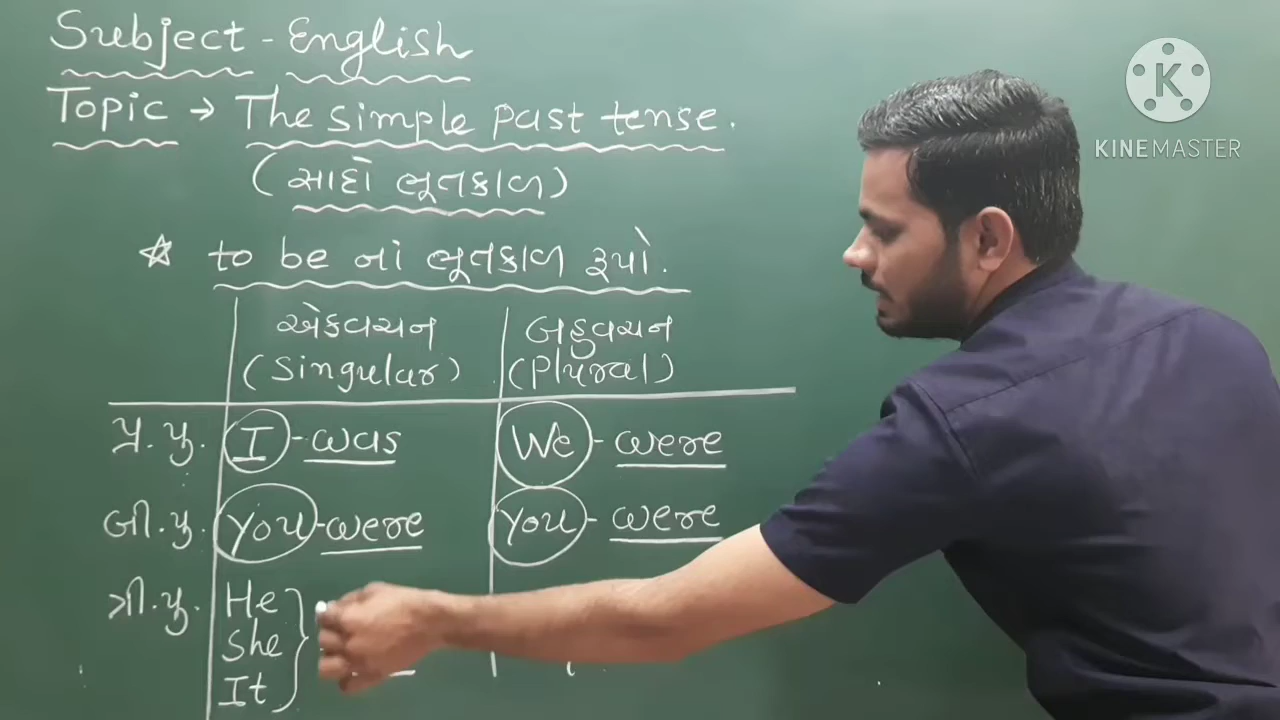 Subject - English
K
KINEMASTER
Topic → The simple past tense.
(સાદો ભૂતકાળ)
☆ to be નાં ભૂતકાળ રૂપો.
એકવચન બહુવચન
(Singular) (Plural)
પ્ર. પુ. I - was We - were
બી. પુ. you - were you - were
ત્રી. પુ. He
She
It